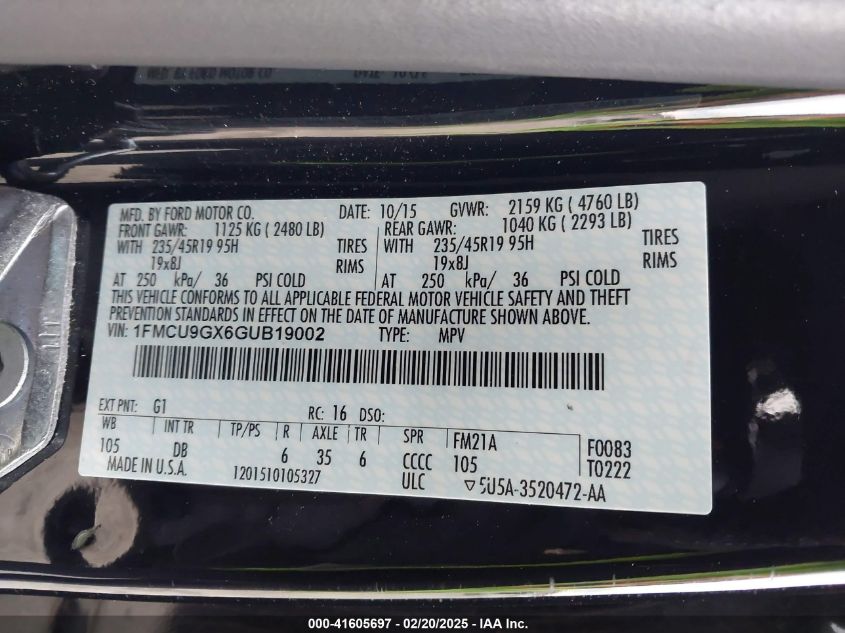 MFD. BY FORD MOTOR CO. DATE: 10/15 GVWR: 2159 KG ( 4760 LB)
FRONT GAWR: 1125 KG ( 2480 LB) REAR GAWR: 1040 KG ( 2293 LB)
WITH 235/45R19 95H TIRES WITH 235/45R19 95H TIRES
19x8J RIMS 19x8J RIMS
AT 250 kPa/ 36 PSI COLD AT 250 kPa/ 36 PSI COLD
THIS VEHICLE CONFORMS TO ALL APPLICABLE FEDERAL MOTOR VEHICLE SAFETY AND THEFT
PREVENTION STANDARDS IN EFFECT ON THE DATE OF MANUFACTURE SHOWN ABOVE.
VIN: 1FMCU9GX6GUB19002 TYPE: MPV
EXT PNT: G1 RC: 16 DSO:
WB INT TR TP/PS R AXLE TR SPR FM21A F0083
105 DB 6 35 6 CCCC 105 T0222
MADE IN U.S.A. 1201510105327 ULC ▽5U5A-3520472-AA
000-41605697 - 02/20/2025 - IAA Inc.